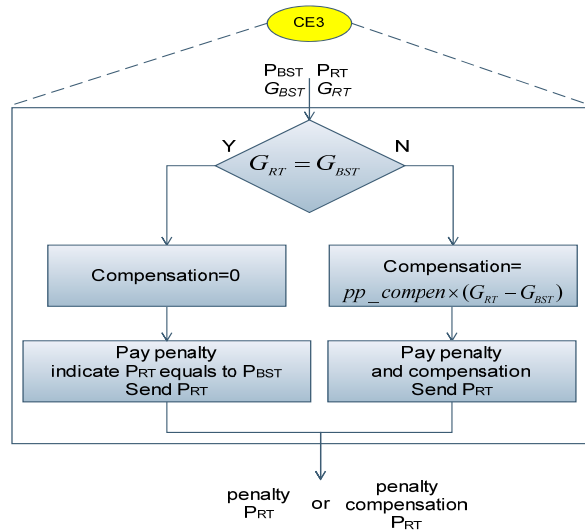 CE3
PBST PRT
GBST GRT
Y N
GRT = GBST
Compensation=0
Compensation=
pp_compen×(GRT − GBST)
Pay penalty
indicate PRT equals to PBST
Send PRT
Pay penalty
and compensation
Send PRT
penalty
PRT
or
penalty
compensation
PRT